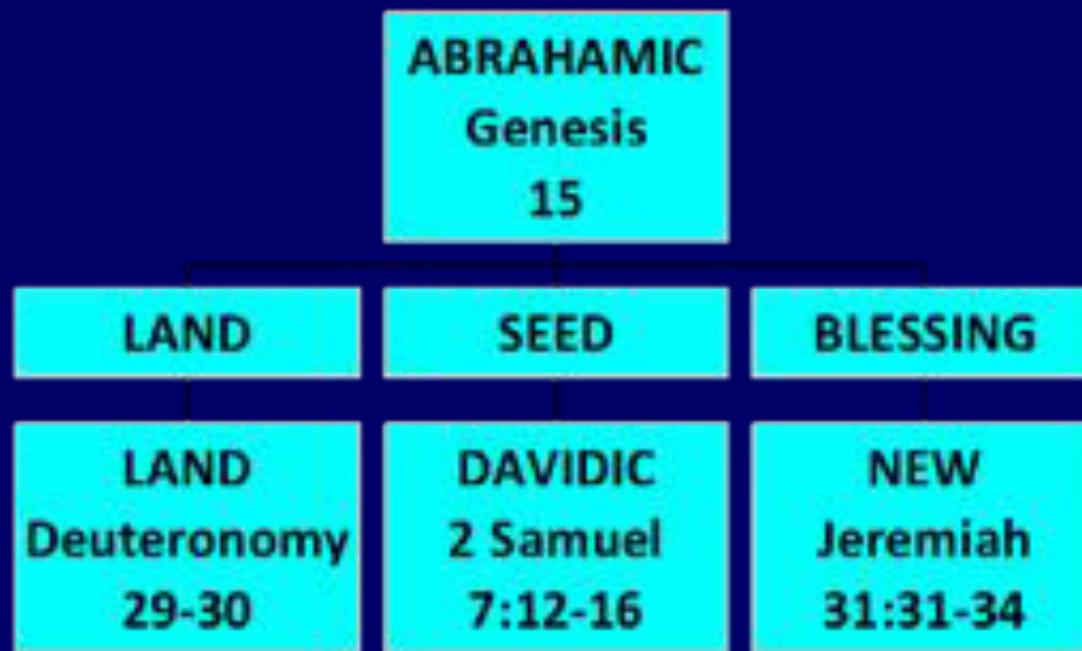 ABRAHAMIC
Genesis
15
LAND
SEED
BLESSING
LAND
Deuteronomy
29-30
DAVIDIC
2 Samuel
7:12-16
NEW
Jeremiah
31:31-34